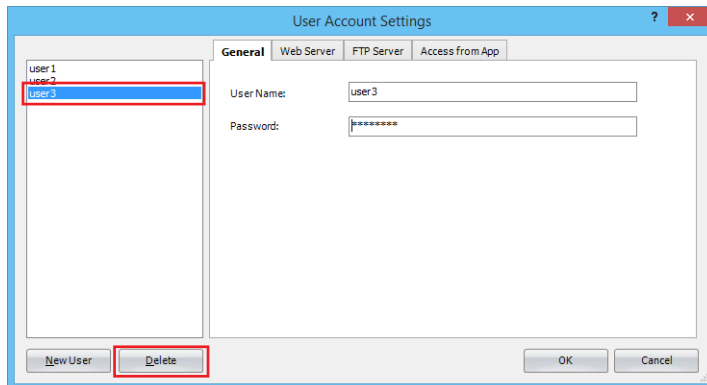 User Account Settings ? ×
General Web Server FTP Server Access from App
user1
user2
user3
User Name: user3
Password: ********
New User Delete OK Cancel